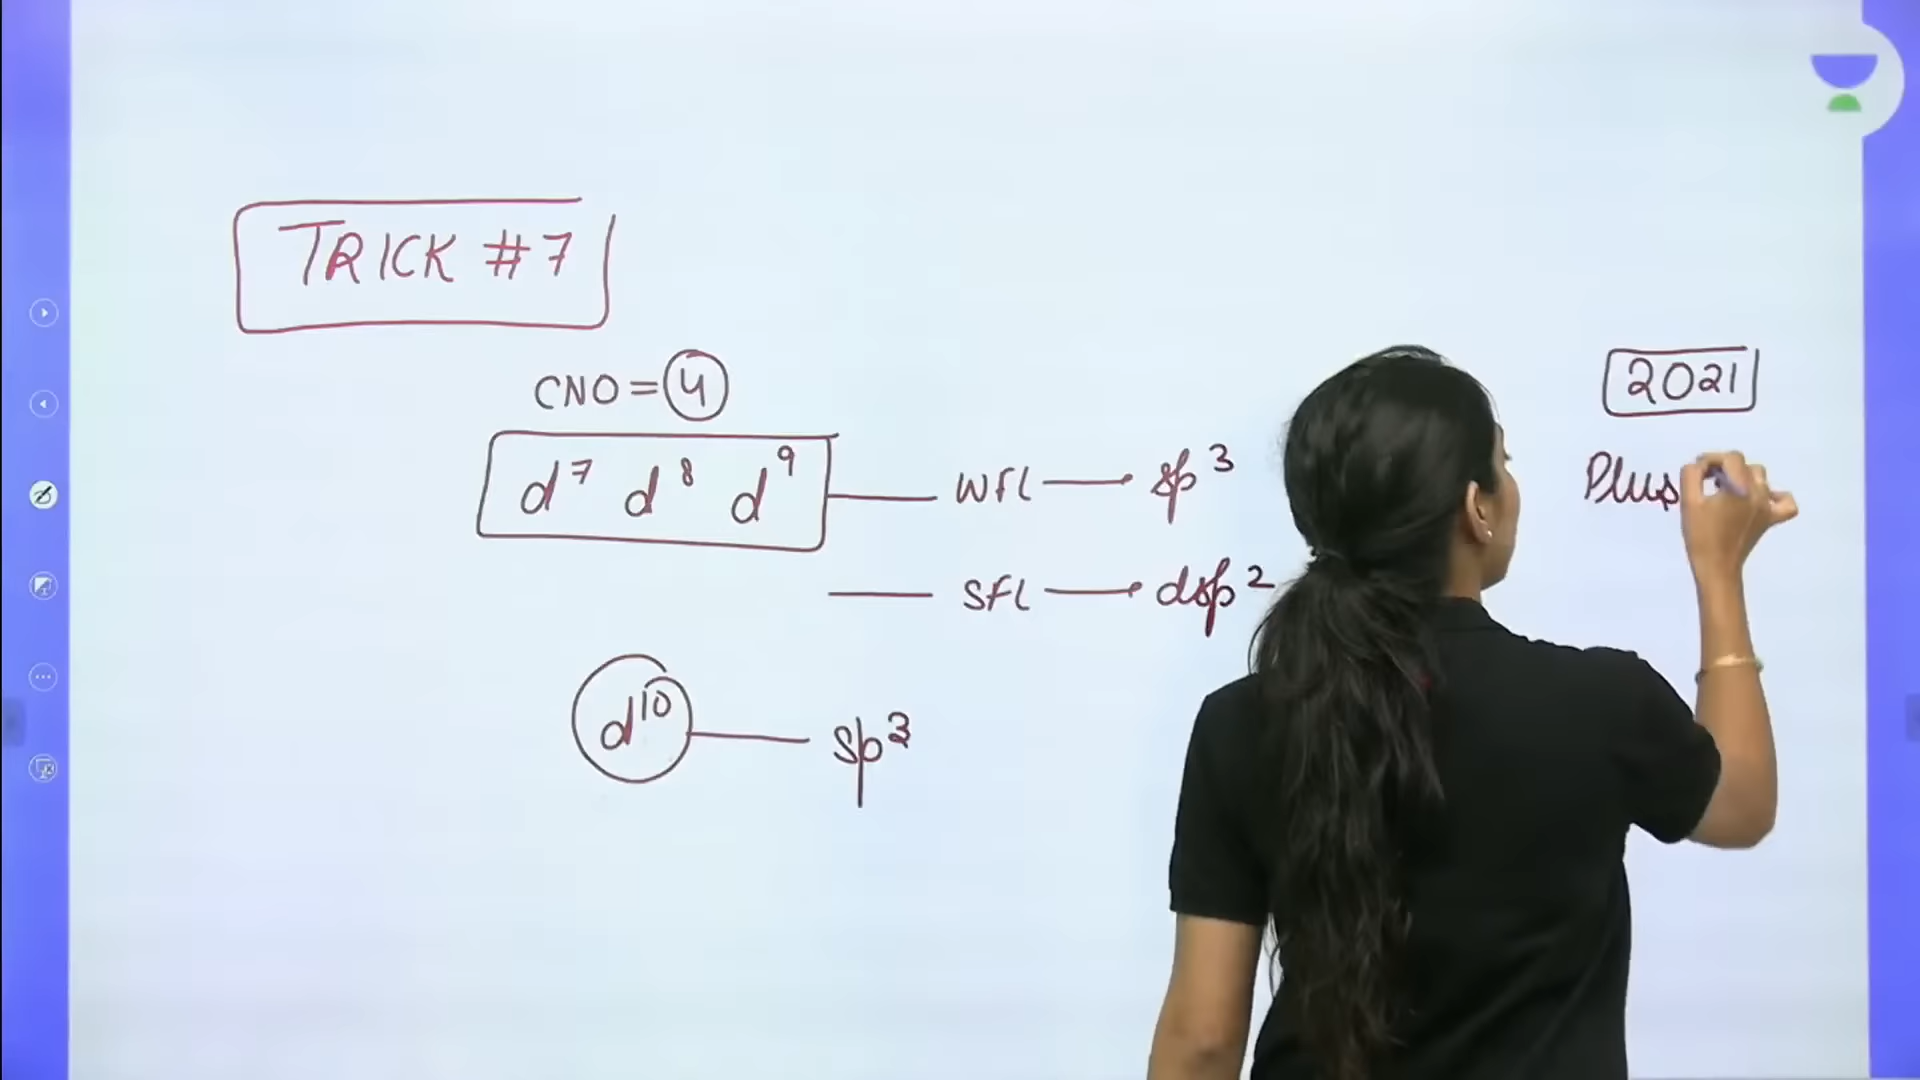 TRICK #7
CNO = 4
d⁷ d⁸ d⁹ — WFL → sp³
SFL → dsp²
d¹⁰ — sp³
2021
Plus